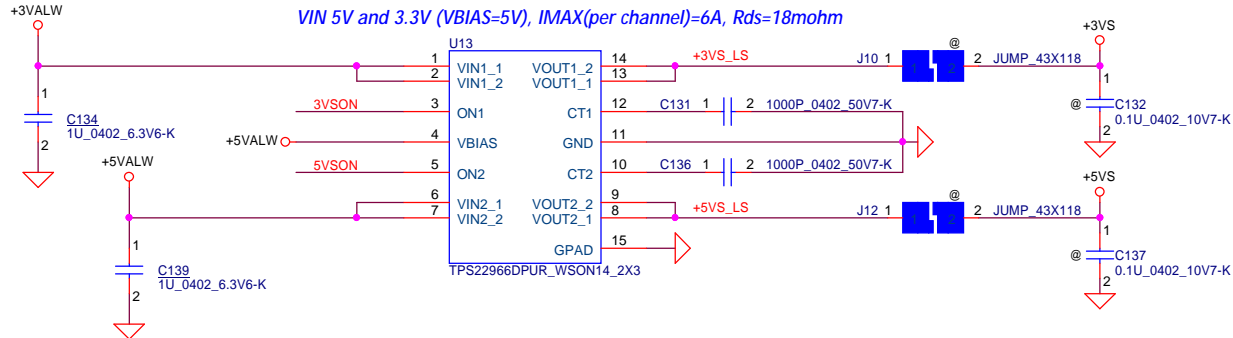 +3VALW
VIN 5V and 3.3V (VBIAS=5V), IMAX(per channel)=6A, Rds=18mohm
+3VS
U13
@
1 VIN1_1 VOUT1_2 14 +3VS_LS J10 1 1 2 2 JUMP_43X118
2 VIN1_2 VOUT1_1 13
1
3VSON 3 ON1 CT1 12 C131 1 2 1000P_0402_50V7-K
@ C132
0.1U_0402_10V7-K
2
1
C134
1U_0402_6.3V6-K
2
+5VALW 4 VBIAS GND 11
+5VALW
5VSON 5 ON2 CT2 10 C136 1 2 1000P_0402_50V7-K
+5VS
6 VIN2_1 VOUT2_2 9
@
7 VIN2_2 VOUT2_1 8 +5VS_LS J12 1 1 2 2 JUMP_43X118
GPAD 15
1
@ C137
0.1U_0402_10V7-K
2
TPS22966DPUR_WSON14_2X3
1
C139
1U_0402_6.3V6-K
2